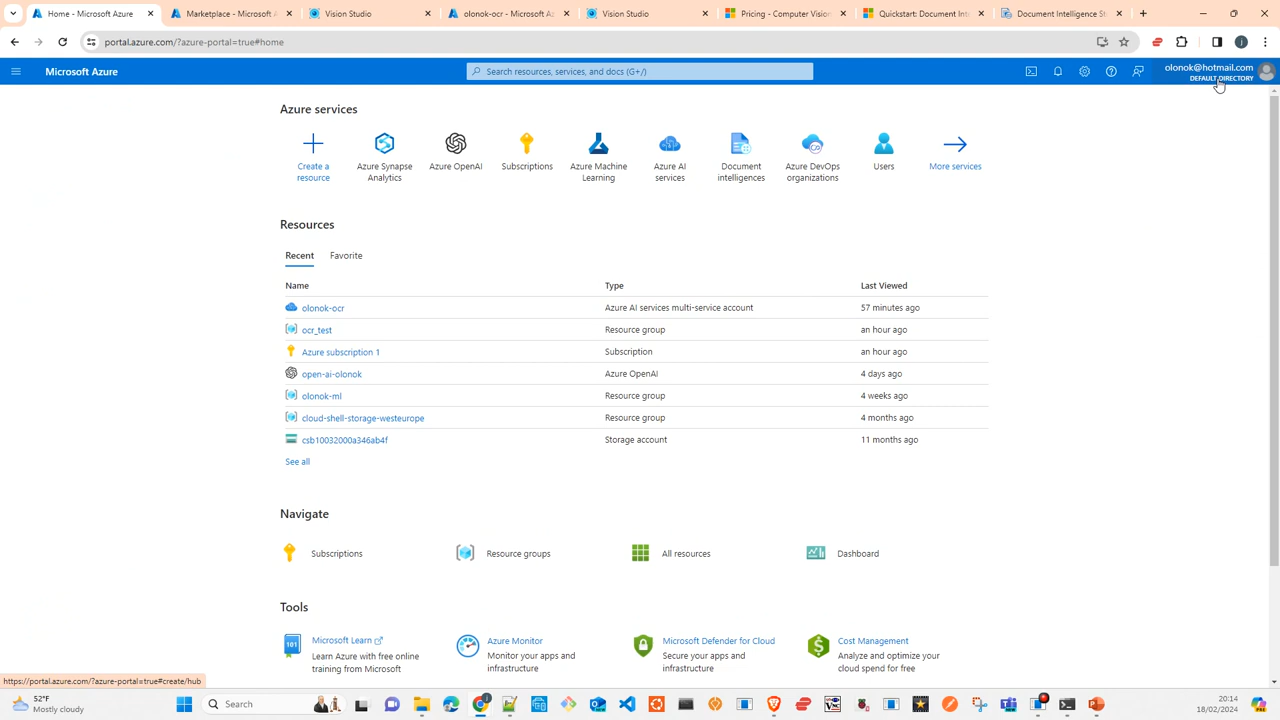 Home - Microsoft A
Marketplace - Microsoft A
Vision Studio
olonok-ocr - Microsoft Az
Vision Studio
Pricing - Computer Visio
Quickstart: Document Int
Document Intelligence St
portal.azure.com/?azure-portal=true#home
Microsoft Azure
Search resources, services, and docs (G+/)
olonok@hotmail.com
DEFAULT DIRECTORY
Azure services
Create a resource
Azure Synapse Analytics
Azure OpenAI
Subscriptions
Azure Machine Learning
Azure AI services
Document intelligences
Azure DevOps organizations
Users
More services
Resources
Recent Favorite
Name Type Last Viewed
olonok-ocr Azure AI services multi-service account 57 minutes ago
ocr_test Resource group an hour ago
Azure subscription 1 Subscription an hour ago
open-ai-olonok Azure OpenAI 4 days ago
olonok-ml Resource group 4 weeks ago
cloud-shell-storage-westeurope Resource group 4 months ago
csb10032000a346ab4f Storage account 11 months ago
See all
Navigate
Subscriptions Resource groups All resources Dashboard
Tools
Microsoft Learn
Learn Azure with free online
training from Microsoft
Azure Monitor
Monitor your apps and
infrastructure
Microsoft Defender for Cloud
Secure your apps and
infrastructure
Cost Management
Analyze and optimize your
cloud spend for free
https://portal.azure.com/?azure-portal=true#create/hub
52°F
Mostly cloudy
Search
20:14
18/02/2024